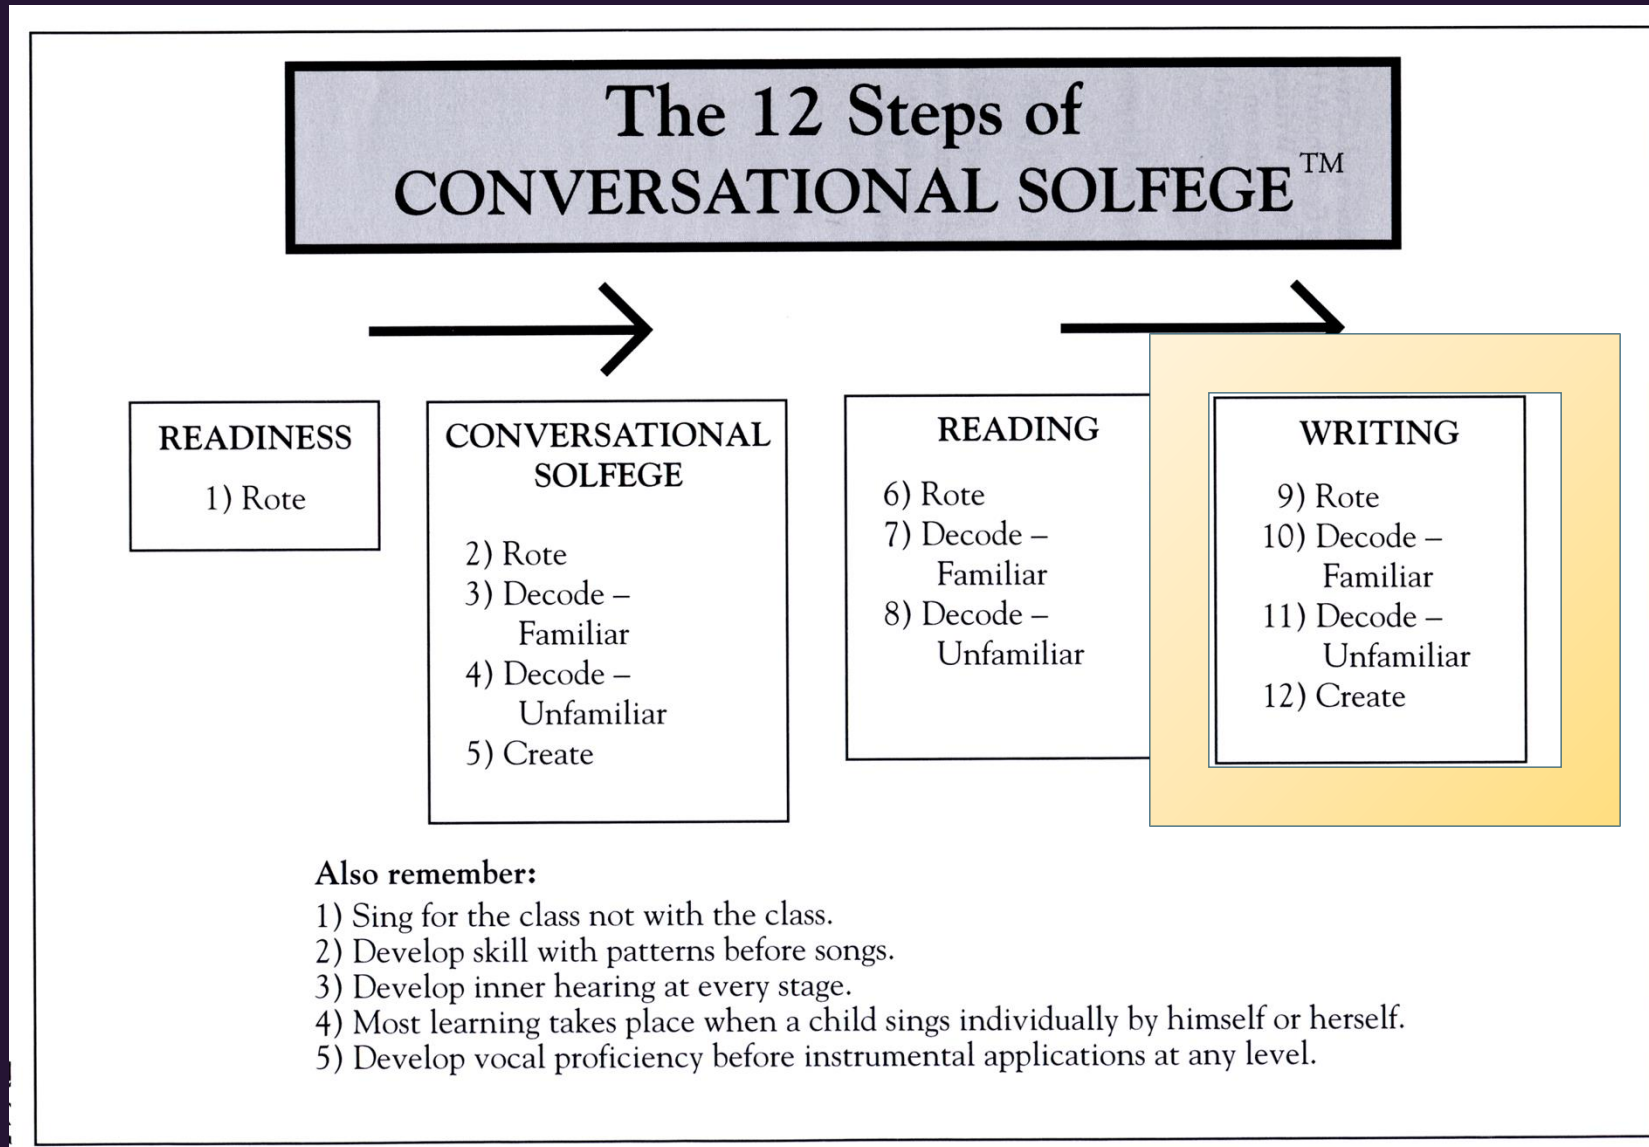 The 12 Steps of
CONVERSATIONAL SOLFEGE™
READINESS
1) Rote
CONVERSATIONAL
SOLFEGE
2) Rote
3) Decode –
Familiar
4) Decode –
Unfamiliar
5) Create
READING
6) Rote
7) Decode –
Familiar
8) Decode –
Unfamiliar
WRITING
9) Rote
10) Decode –
Familiar
11) Decode –
Unfamiliar
12) Create
Also remember:
1) Sing for the class not with the class.
2) Develop skill with patterns before songs.
3) Develop inner hearing at every stage.
4) Most learning takes place when a child sings individually by himself or herself.
5) Develop vocal proficiency before instrumental applications at any level.